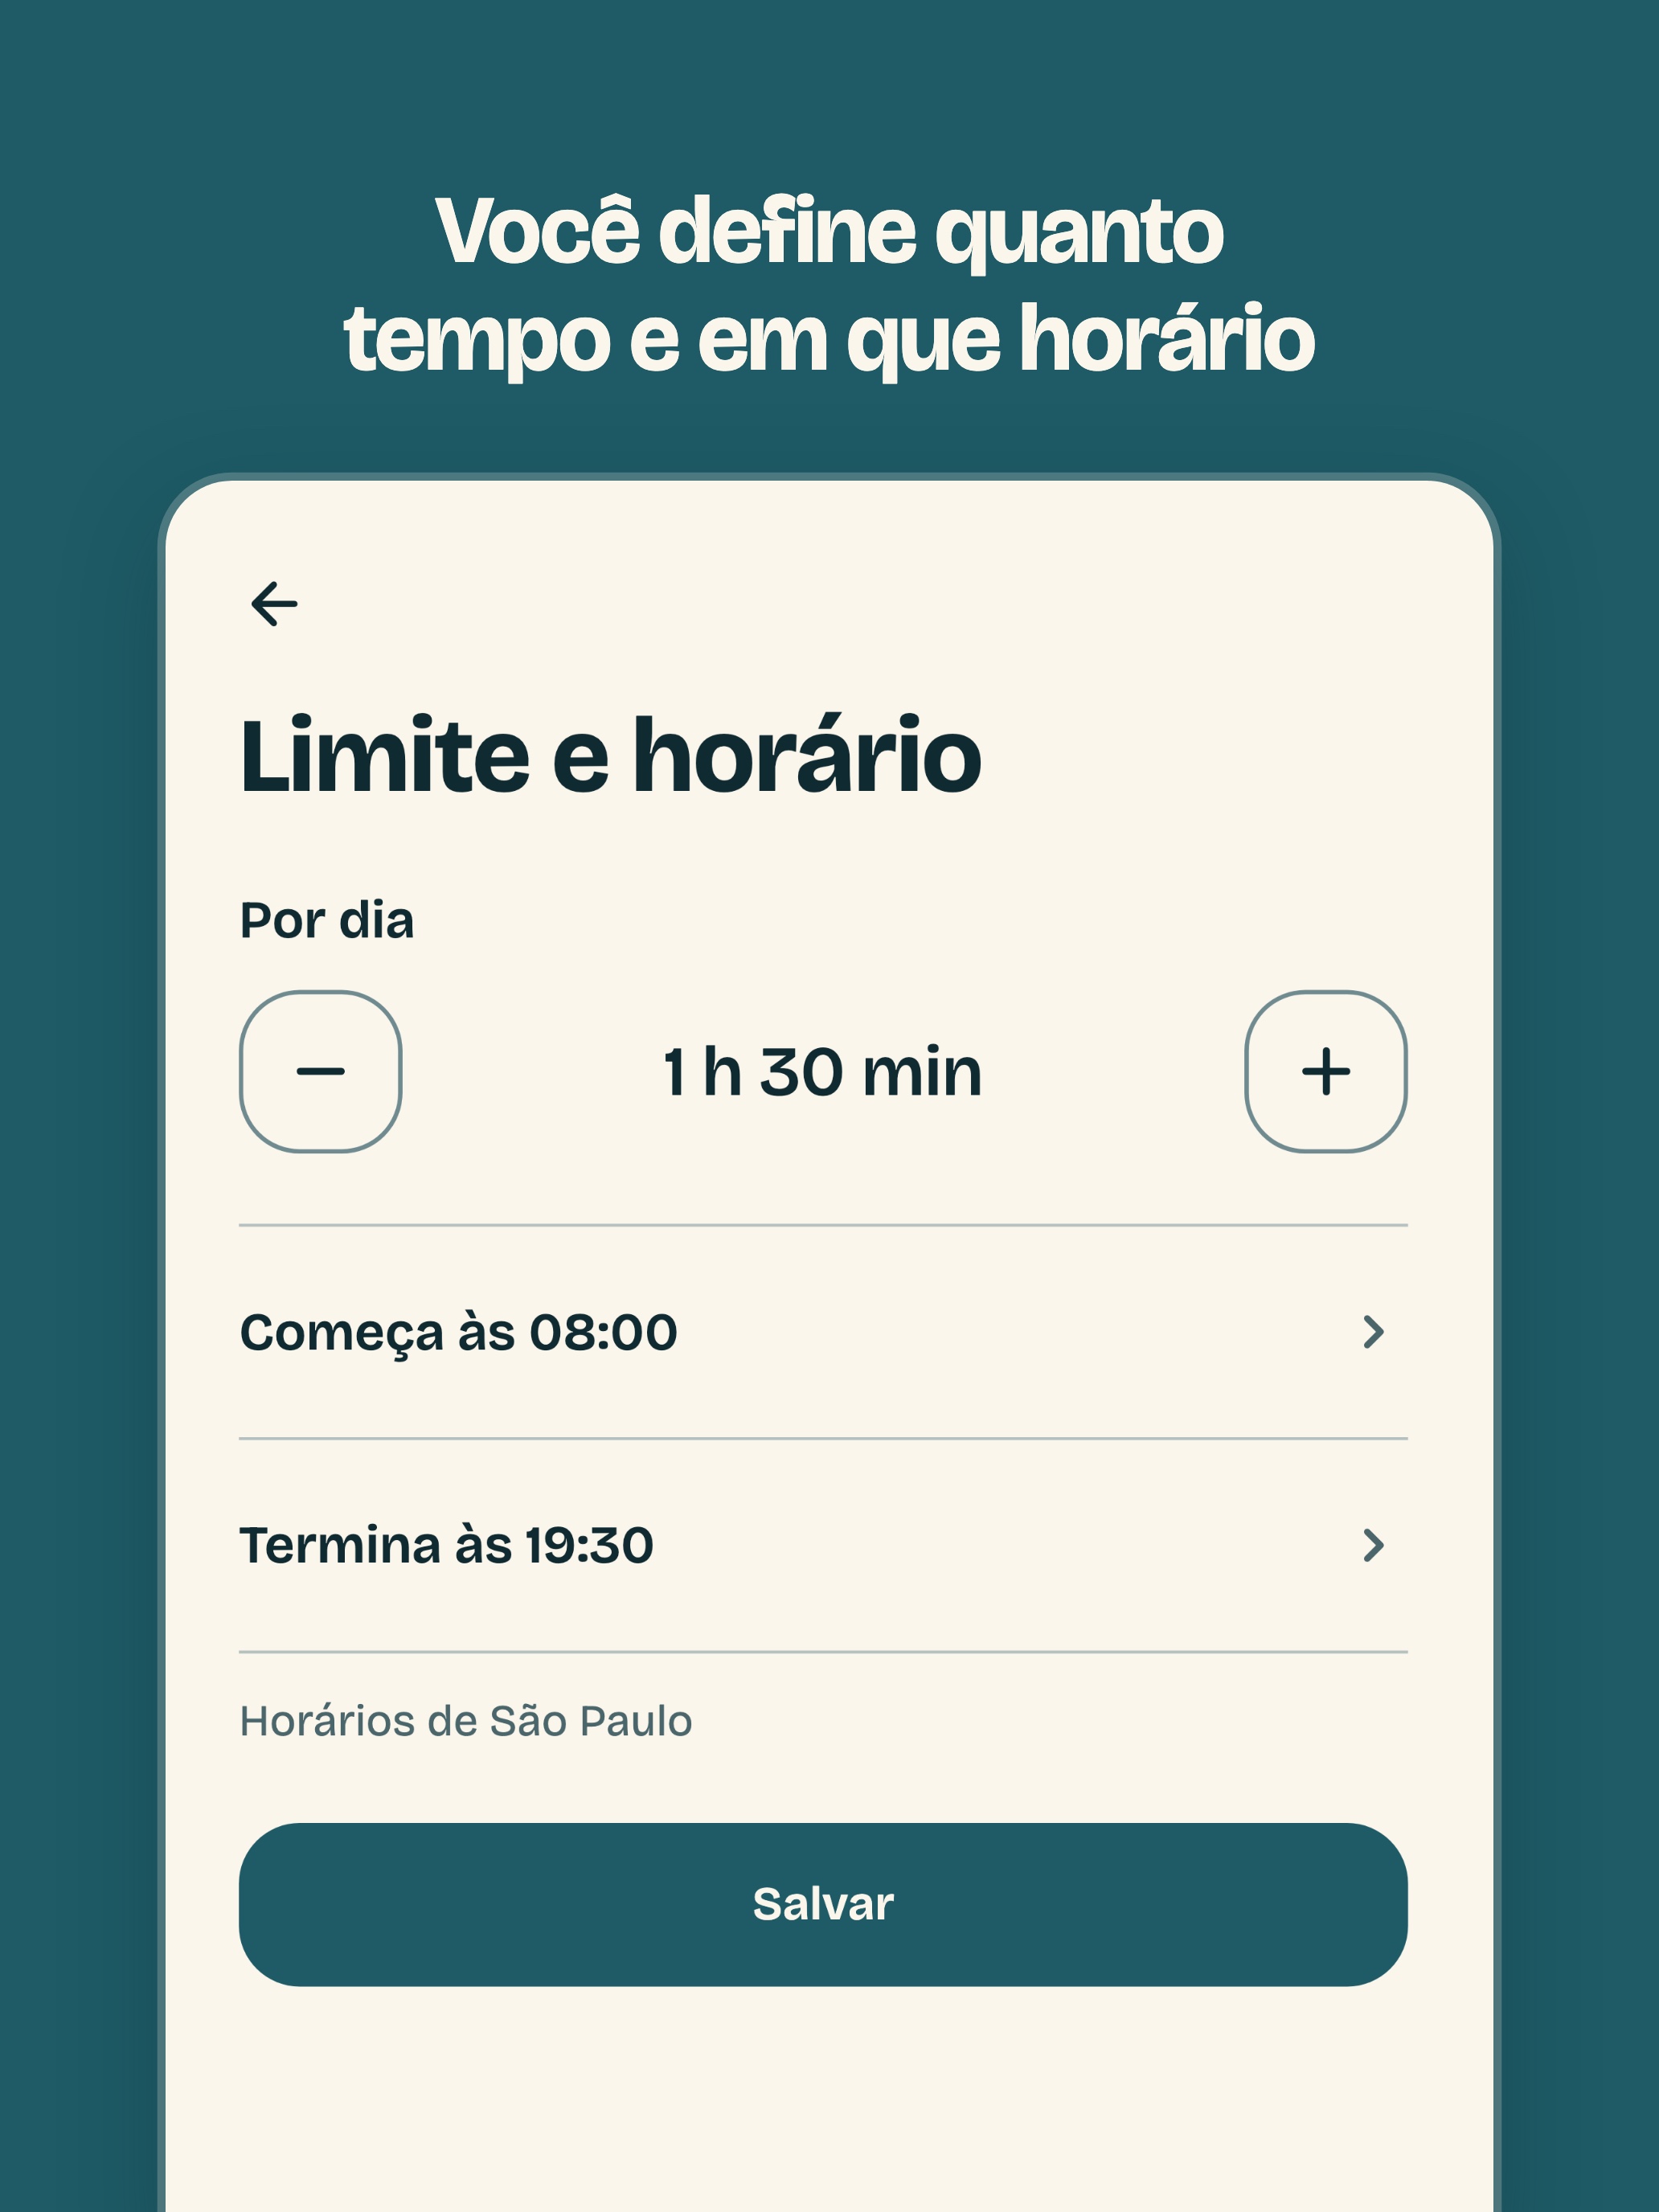 Você define quanto
tempo e em que horário
Limite e horário
Por dia
1 h 30 min
Começa às 08:00
Termina às 19:30
Horários de São Paulo
Salvar